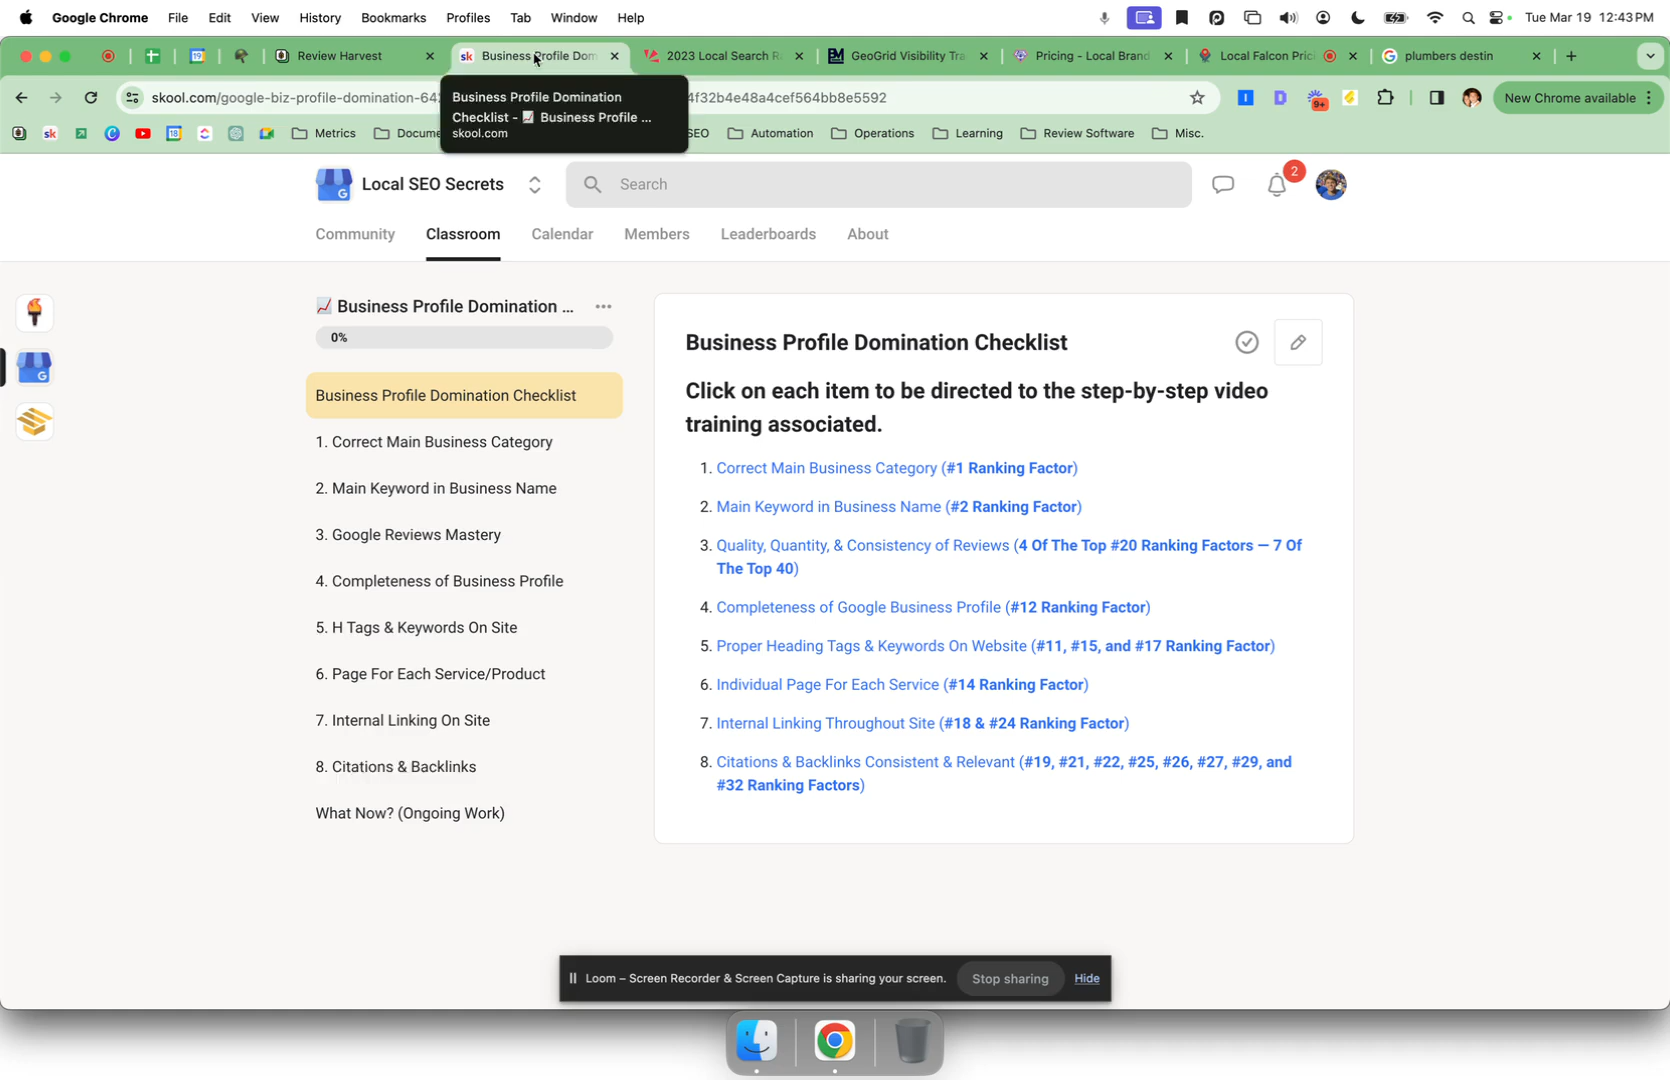 Google Chrome File Edit View History Bookmarks Profiles Tab Window Help Tue Mar 19 12:43 PM
Review Harvest Business Profile Dom 2023 Local Search R GeoGrid Visibility Tra Pricing - Local Brand Local Falcon Pric plumbers destin
skool.com/google-biz-profile-domination-64 4f32b4e48a4cef564bb8e5592 9+ New Chrome available
Business Profile Domination
Checklist - 📈 Business Profile ...
skool.com
Metrics Docume SEO Automation Operations Learning Review Software Misc.
Local SEO Secrets Search 2
Community Classroom Calendar Members Leaderboards About
📈 Business Profile Domination ...
0%
Business Profile Domination Checklist
1. Correct Main Business Category
2. Main Keyword in Business Name
3. Google Reviews Mastery
4. Completeness of Business Profile
5. H Tags & Keywords On Site
6. Page For Each Service/Product
7. Internal Linking On Site
8. Citations & Backlinks
What Now? (Ongoing Work)
Business Profile Domination Checklist
Click on each item to be directed to the step-by-step video
training associated.
1. Correct Main Business Category (#1 Ranking Factor)
2. Main Keyword in Business Name (#2 Ranking Factor)
3. Quality, Quantity, & Consistency of Reviews (4 Of The Top #20 Ranking Factors — 7 Of
The Top 40)
4. Completeness of Google Business Profile (#12 Ranking Factor)
5. Proper Heading Tags & Keywords On Website (#11, #15, and #17 Ranking Factor)
6. Individual Page For Each Service (#14 Ranking Factor)
7. Internal Linking Throughout Site (#18 & #24 Ranking Factor)
8. Citations & Backlinks Consistent & Relevant (#19, #21, #22, #25, #26, #27, #29, and
#32 Ranking Factors)
Loom – Screen Recorder & Screen Capture is sharing your screen. Stop sharing Hide